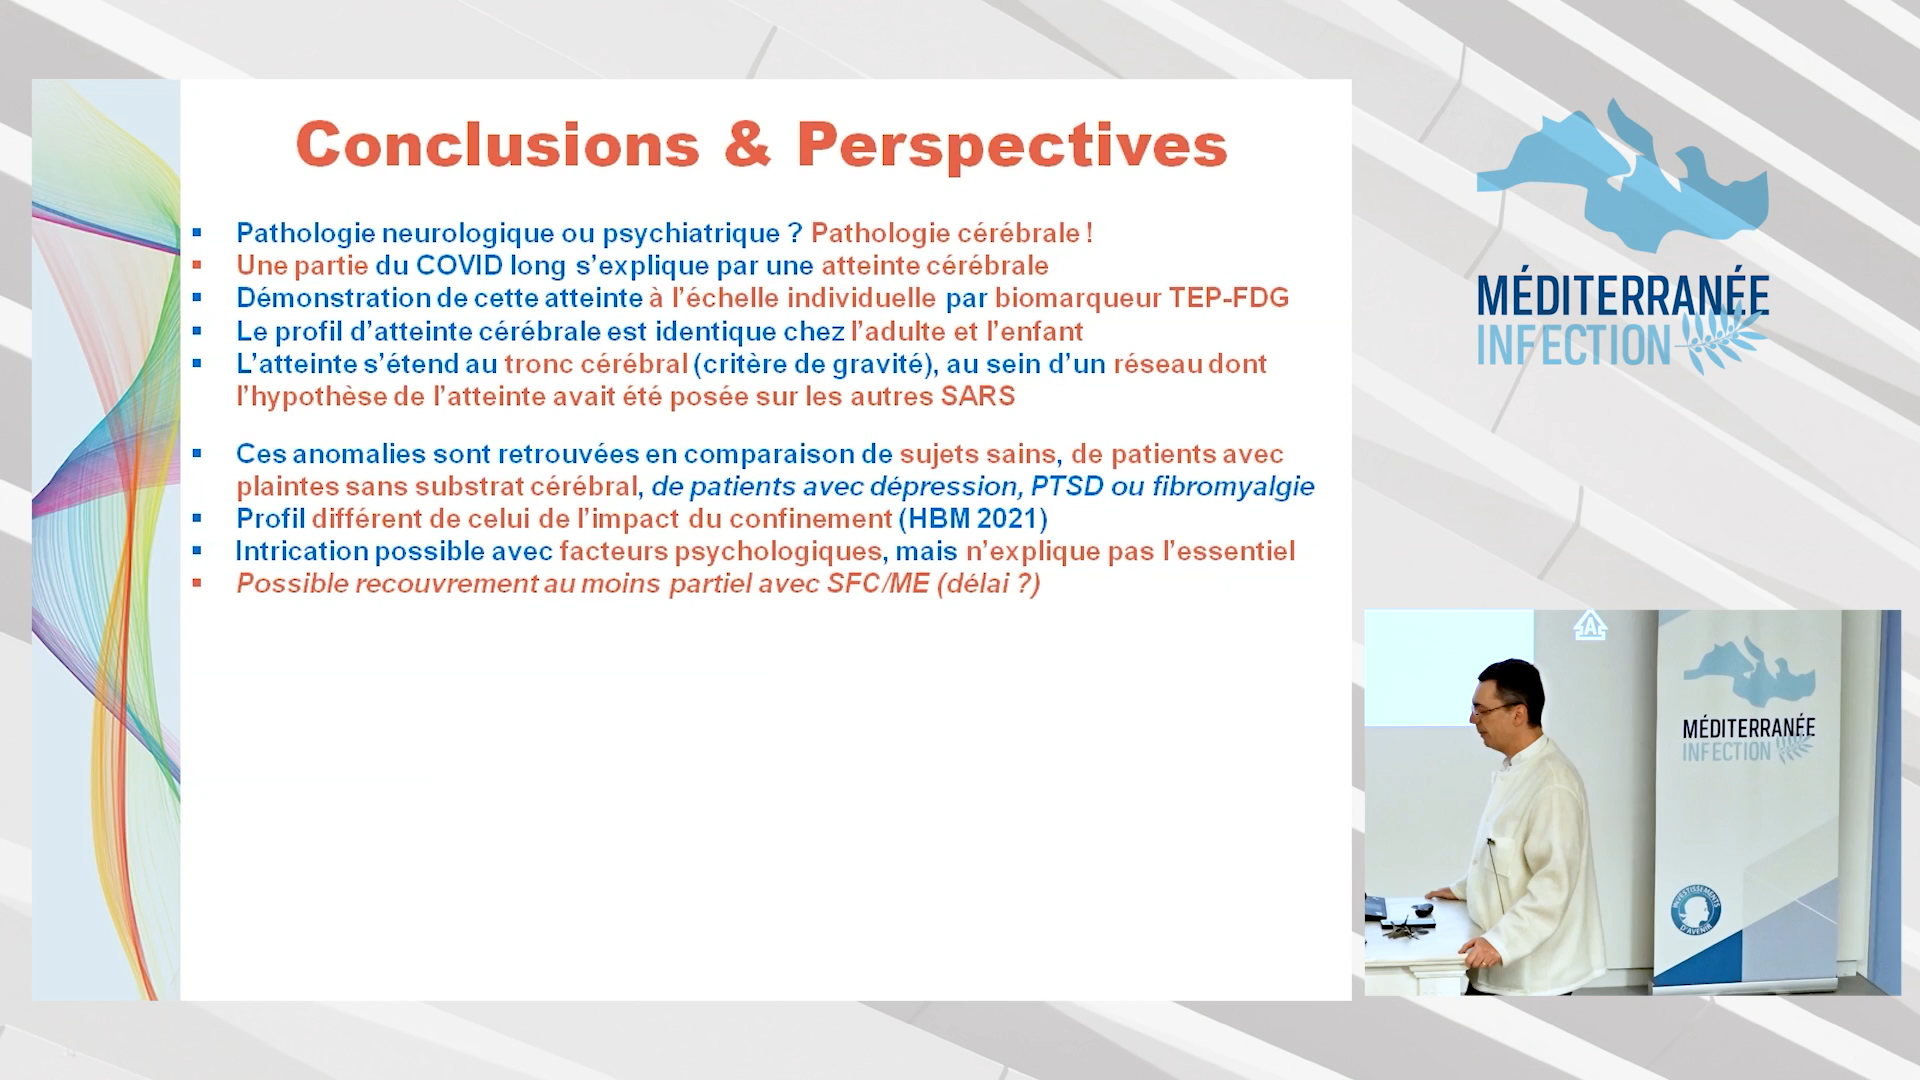 Conclusions & Perspectives
▪ Pathologie neurologique ou psychiatrique ? Pathologie cérébrale !
▪ Une partie du COVID long s’explique par une atteinte cérébrale
▪ Démonstration de cette atteinte à l’échelle individuelle par biomarqueur TEP-FDG
▪ Le profil d’atteinte cérébrale est identique chez l’adulte et l’enfant
▪ L’atteinte s’étend au tronc cérébral (critère de gravité), au sein d’un réseau dont
l’hypothèse de l’atteinte avait été posée sur les autres SARS
▪ Ces anomalies sont retrouvées en comparaison de sujets sains, de patients avec
plaintes sans substrat cérébral, de patients avec dépression, PTSD ou fibromyalgie
▪ Profil différent de celui de l’impact du confinement (HBM 2021)
▪ Intrication possible avec facteurs psychologiques, mais n’explique pas l’essentiel
▪ Possible recouvrement au moins partiel avec SFC/ME (délai ?)
MÉDITERRANÉE
INFECTION
A
MÉDITERRANÉE
INFECTION
INVESTISSEMENTS
D'AVENIR